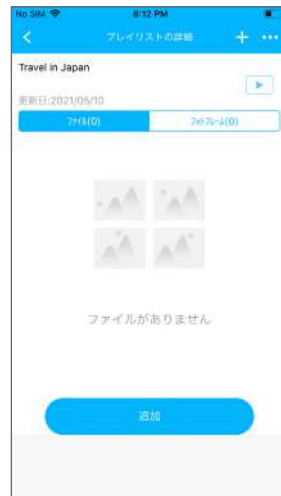 No SIM 8:12 PM
プレイリストの詳細
Travel in Japan
更新日:2021/05/10
ファイル(0) フォトフレーム(0)
ファイルがありません
追加